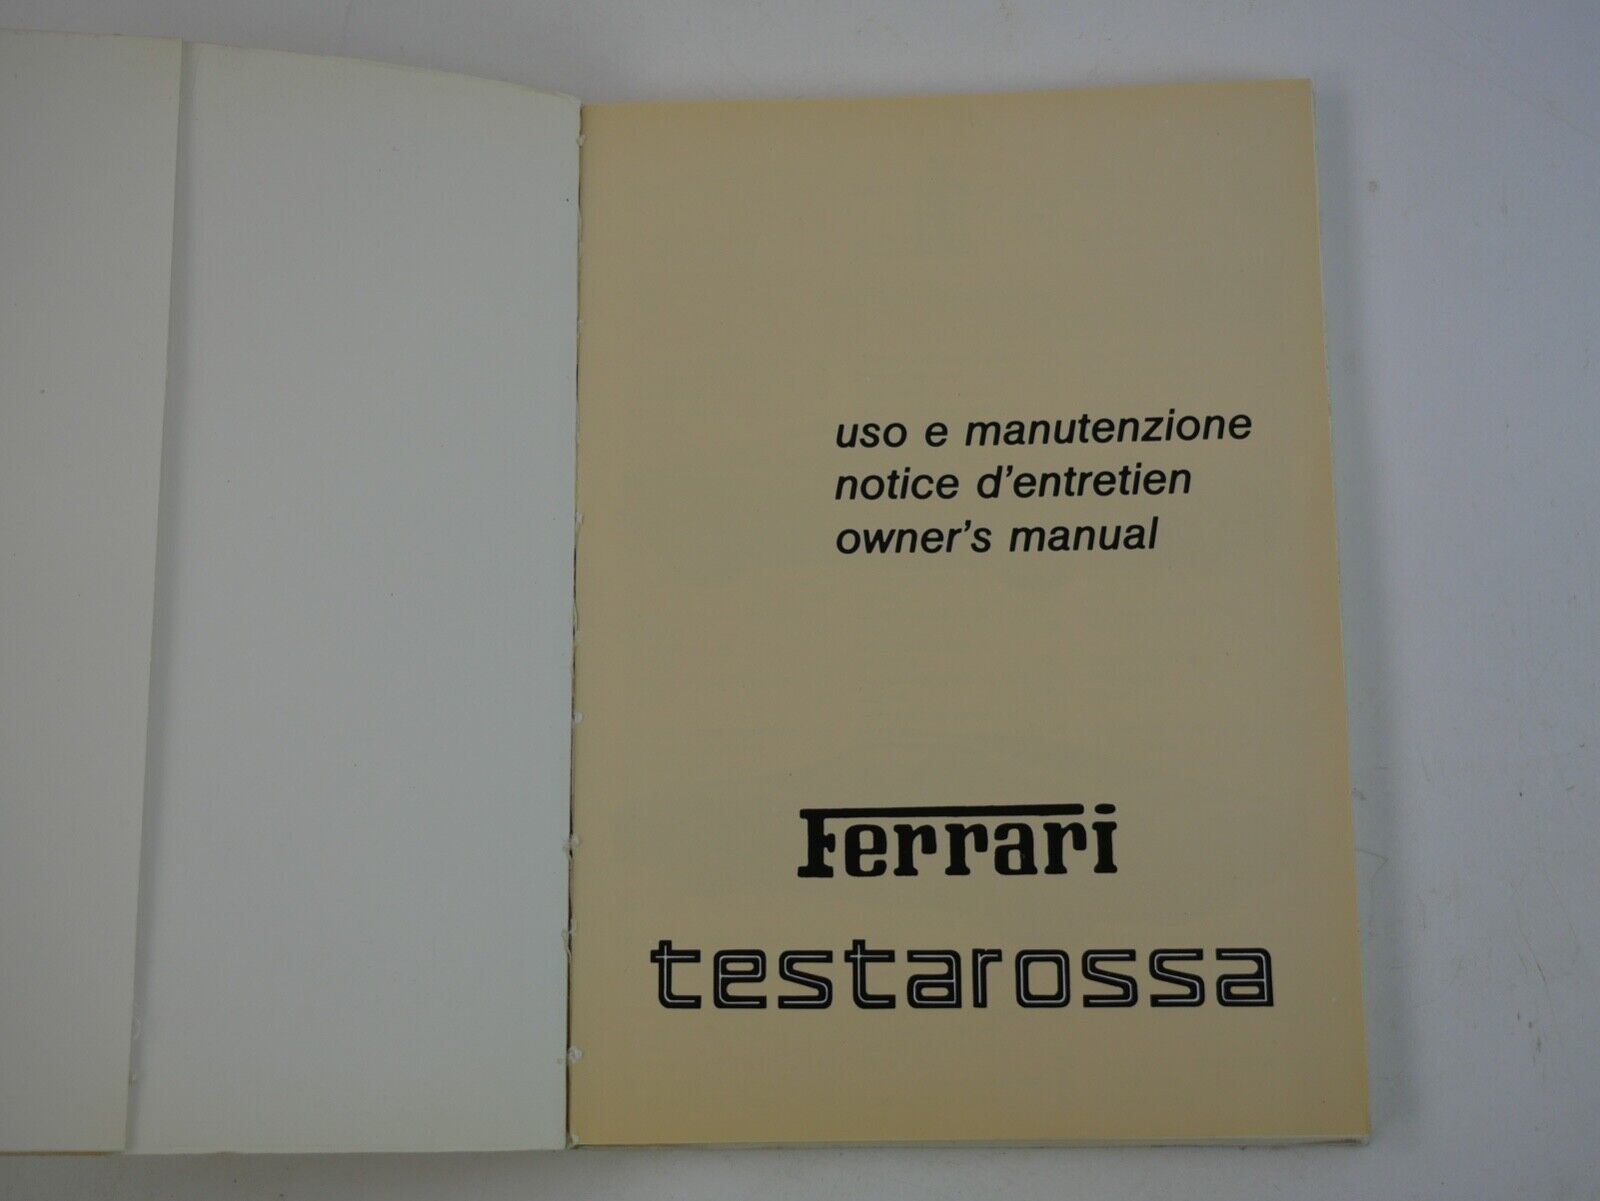 uso e manutenzione
notice d'entretien
owner's manual
Ferrari
testarossa